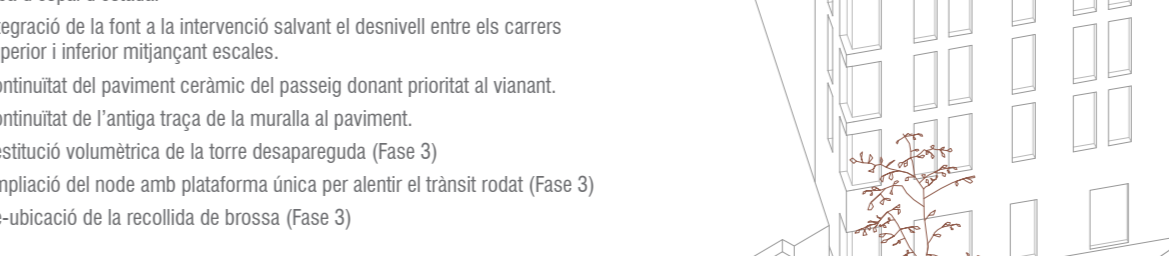 tegració de la font a la intervenció salvant el desnivell entre els carrers
perior i inferior mitjançant escales.
ontinuïtat del paviment ceràmic del passeig donant prioritat al vianant.
ontinuïtat de l’antiga traça de la muralla al paviment.
estitució volumètrica de la torre desapareguda (Fase 3)
mpliació del node amb plataforma única per alentir el trànsit rodat (Fase 3)
e-ubicació de la recollida de brossa (Fase 3)